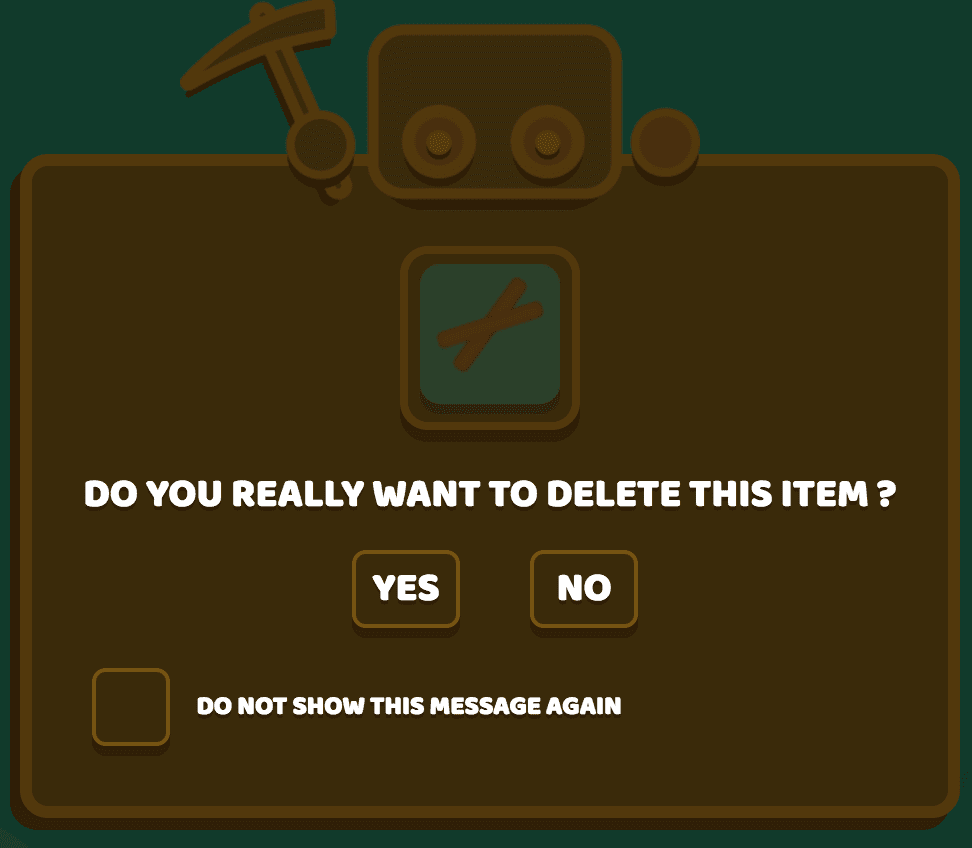 DO YOU REALLY WANT TO DELETE THIS ITEM ?
YES
NO
DO NOT SHOW THIS MESSAGE AGAIN